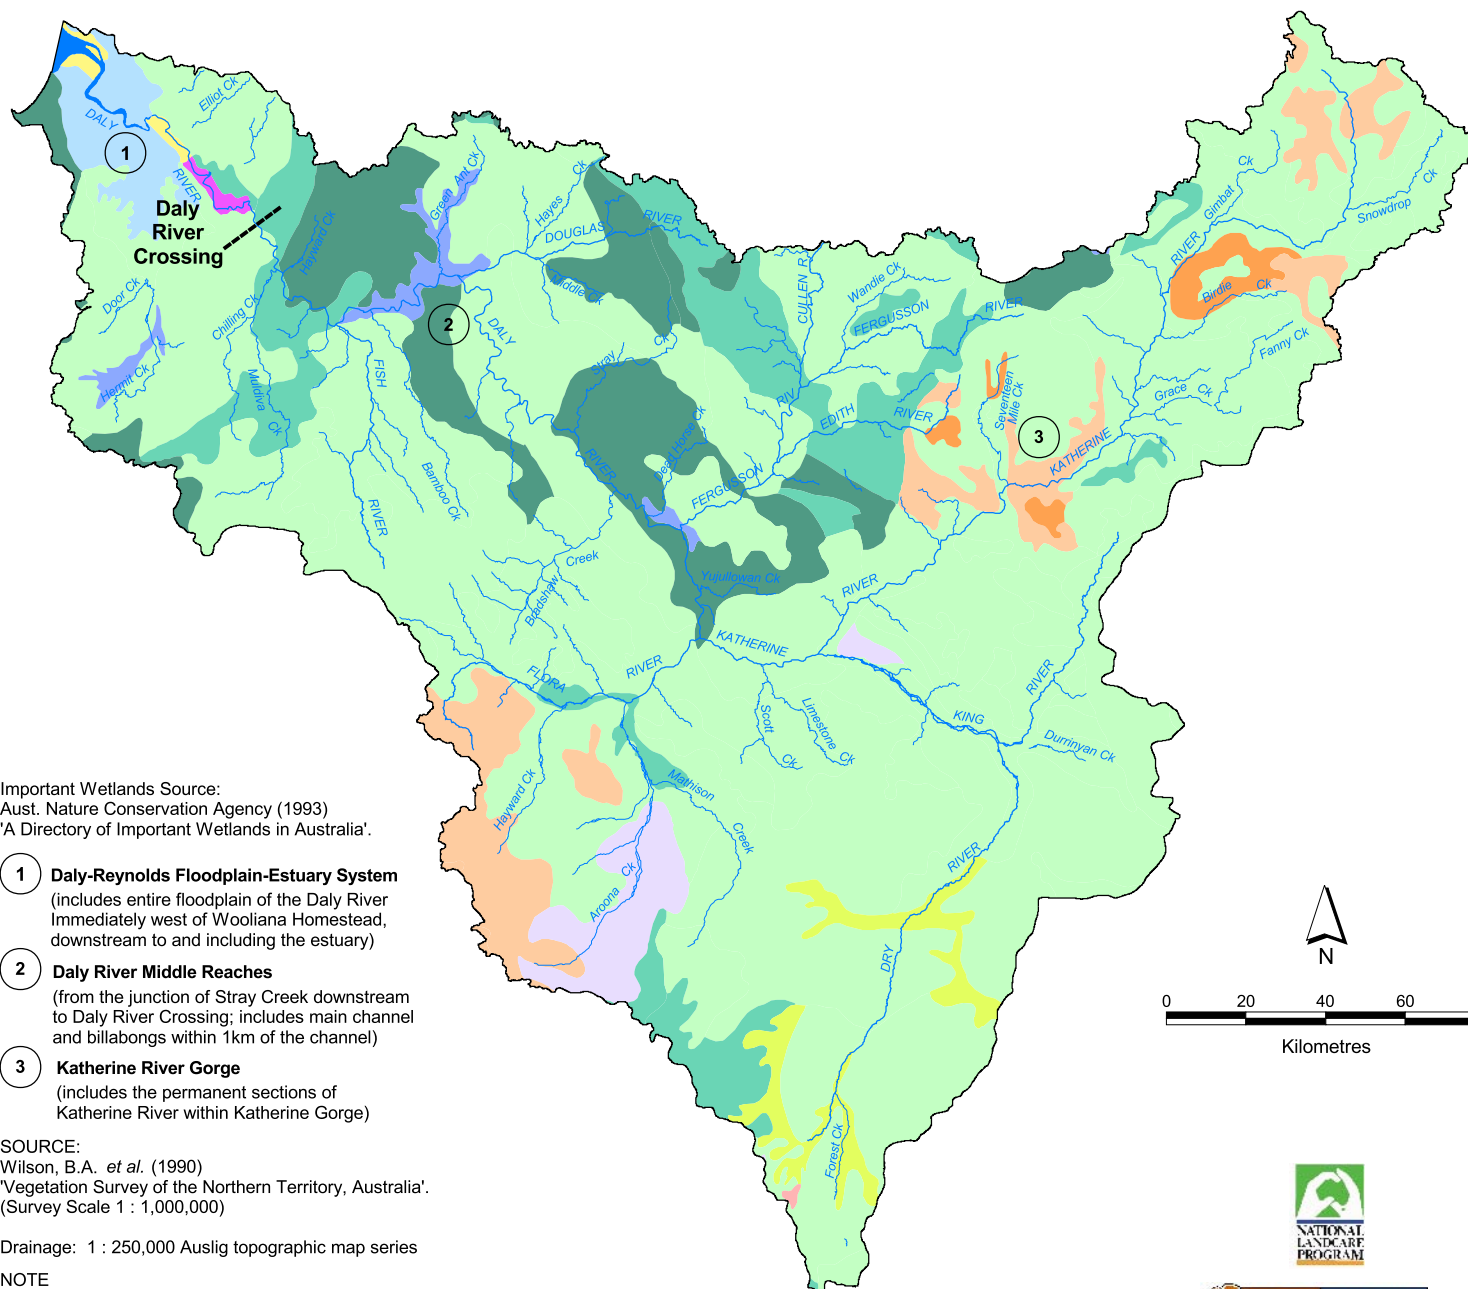 Elliot Ck
DALY
1
RIVER
Daly
River
Crossing
Hayward Ck
Green Ant Ck
Hayes
Ck
DOUGLAS
RIVER
Middle Ck
Door Ck
Chilling Ck
Hermit Ck
2
DALY
Stray
Ck
FISH
Muldiva
Ck
Bamboo Ck
RIVER
CULLEN R
Wandie Ck
FERGUSSON
RIVER
RIV
EDITH
RIVER
Seventeen
Mile Ck
3
KATHERINE
Grace
Ck
Fanny Ck
Birdie
Ck
RIVER
Gimbat
Ck
Snowdrop
Ck
RIVER
Dead Horse Ck
FERGUSSON
Creek
Bradshaw
Yujullowan Ck
RIVER
KATHERINE
RIVER
FLORA
Scott
Ck
Limestone
Ck
KING
RIVER
Durrinyan Ck
Hayward Ck
Mathison
Creek
Aroona
Ck
RIVER
DRY
Forest Ck
Important Wetlands Source:
Aust. Nature Conservation Agency (1993)
'A Directory of Important Wetlands in Australia'.
1 Daly-Reynolds Floodplain-Estuary System
(includes entire floodplain of the Daly River
Immediately west of Wooliana Homestead,
downstream to and including the estuary)
2 Daly River Middle Reaches
(from the junction of Stray Creek downstream
to Daly River Crossing; includes main channel
and billabongs within 1km of the channel)
3 Katherine River Gorge
(includes the permanent sections of
Katherine River within Katherine Gorge)
SOURCE:
Wilson, B.A. et al. (1990)
'Vegetation Survey of the Northern Territory, Australia'.
(Survey Scale 1 : 1,000,000)
Drainage: 1 : 250,000 Auslig topographic map series
NOTE
N
0 20 40 60
Kilometres
NATIONAL
LANDCARE
PROGRAM